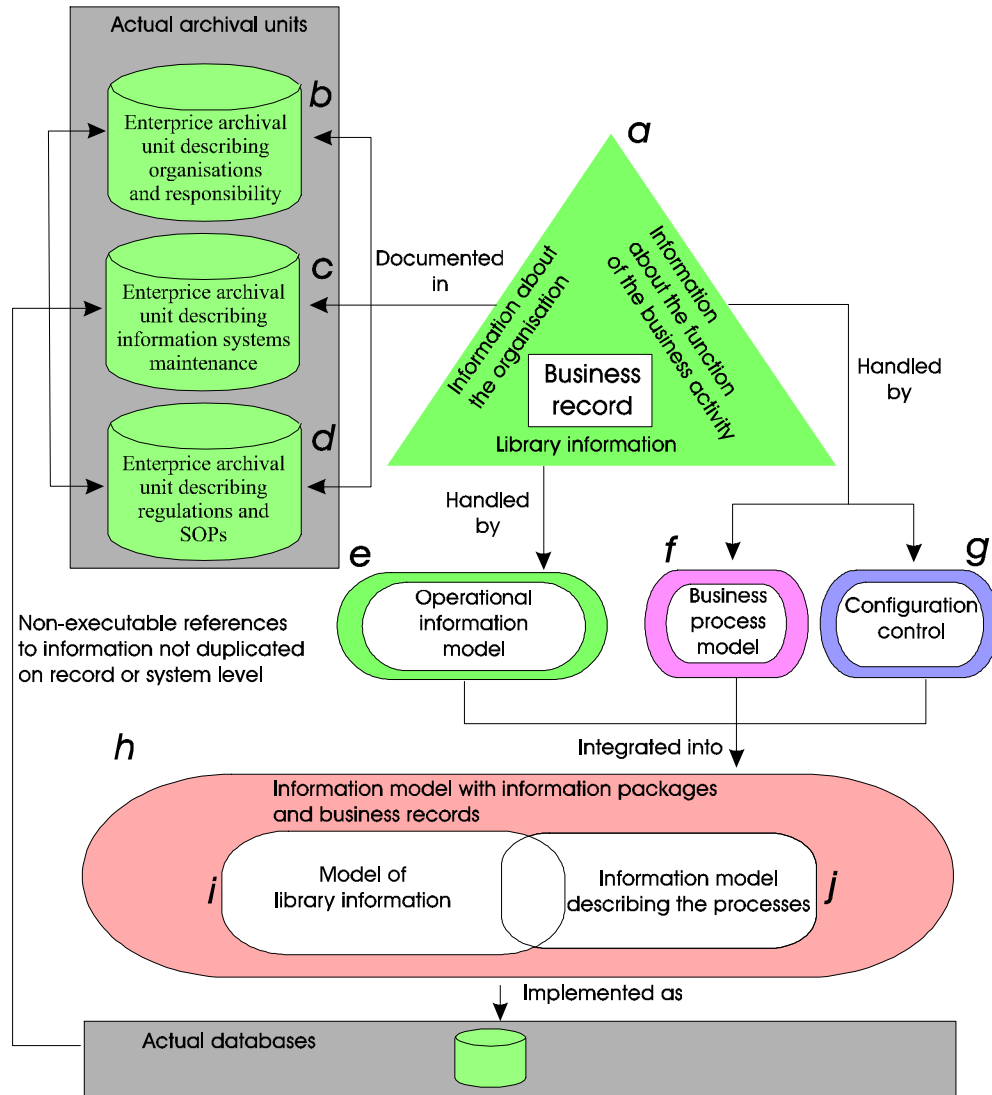 Actual archival units
b
Enterprice archival
unit describing
organisations
and responsibility
c
Enterprice archival
unit describing
information systems
maintenance
d
Enterprice archival
unit describing
regulations and
SOPs
a
Documented
in
Information about
the organisation
Information
about the function
of the business activity
Business
record
Library information
Handled
by
Handled
by
e
Operational
information
model
f
Business
process
model
g
Configuration
control
Non-executable references
to information not duplicated
on record or system level
Integrated into
h
Information model with information packages
and business records
i
Model of
library information
Information model
describing the processes
j
Implemented as
Actual databases